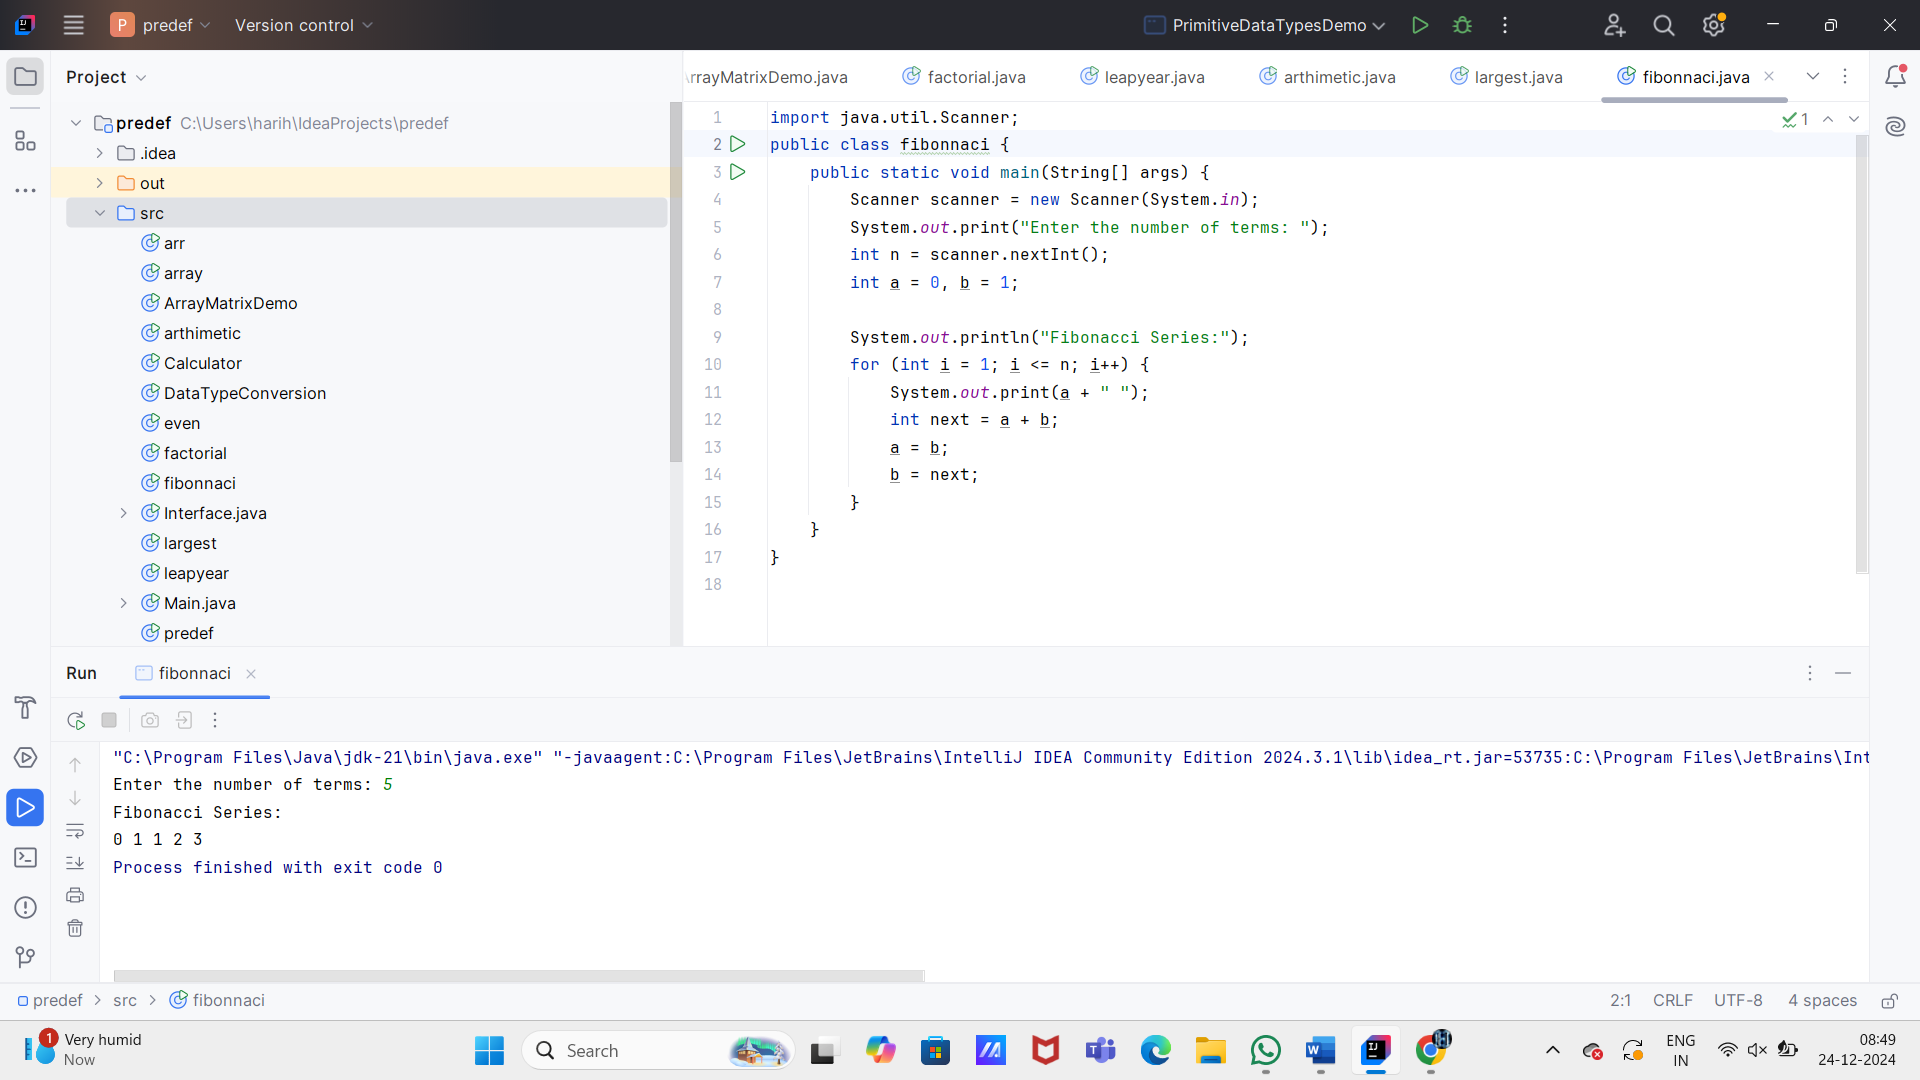 P predef
Version control
PrimitiveDataTypesDemo
Project
rrayMatrixDemo.java
factorial.java
leapyear.java
arthimetic.java
largest.java
fibonnaci.java
predef C:\Users\harih\IdeaProjects\predef
.idea
out
src
arr
array
ArrayMatrixDemo
arthimetic
Calculator
DataTypeConversion
even
factorial
fibonnaci
Interface.java
largest
leapyear
Main.java
predef
1 import java.util.Scanner;
2 public class fibonnaci {
3 public static void main(String[] args) {
4 Scanner scanner = new Scanner(System.in);
5 System.out.print("Enter the number of terms: ");
6 int n = scanner.nextInt();
7 int a = 0, b = 1;
8
9 System.out.println("Fibonacci Series:");
10 for (int i = 1; i <= n; i++) {
11 System.out.print(a + " ");
12 int next = a + b;
13 a = b;
14 b = next;
15 }
16 }
17 }
18
1
Run
fibonnaci
"C:\Program Files\Java\jdk-21\bin\java.exe" "-javaagent:C:\Program Files\JetBrains\IntelliJ IDEA Community Edition 2024.3.1\lib\idea_rt.jar=53735:C:\Program Files\JetBrains\Int
Enter the number of terms: 5
Fibonacci Series:
0 1 1 2 3
Process finished with exit code 0
predef > src > fibonnaci
2:1 CRLF UTF-8 4 spaces
1
Very humid
Now
Search
ENG
IN
08:49
24-12-2024